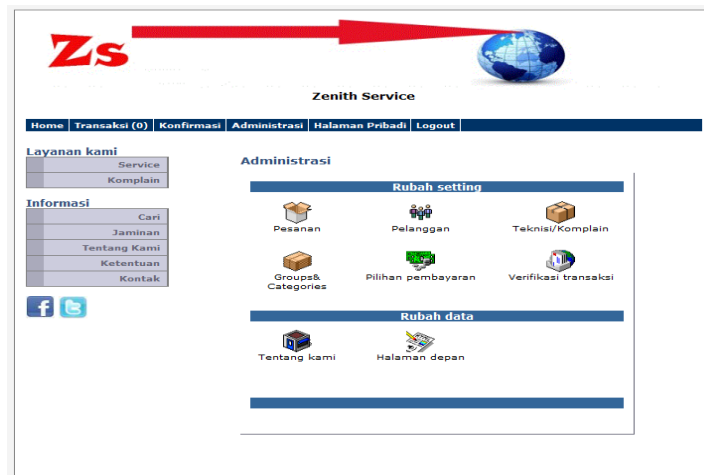 Zs
Zenith Service
Home Transaksi (0) Konfirmasi Administrasi Halaman Pribadi Logout
Layanan kami
Service
Komplain
Informasi
Cari
Jaminan
Tentang Kami
Ketentuan
Kontak
Administrasi
Rubah setting
Pesanan Pelanggan Teknisi/Komplain
Groups& Pilihan pembayaran Verifikasi transaksi
Categories
Rubah data
Tentang kami Halaman depan